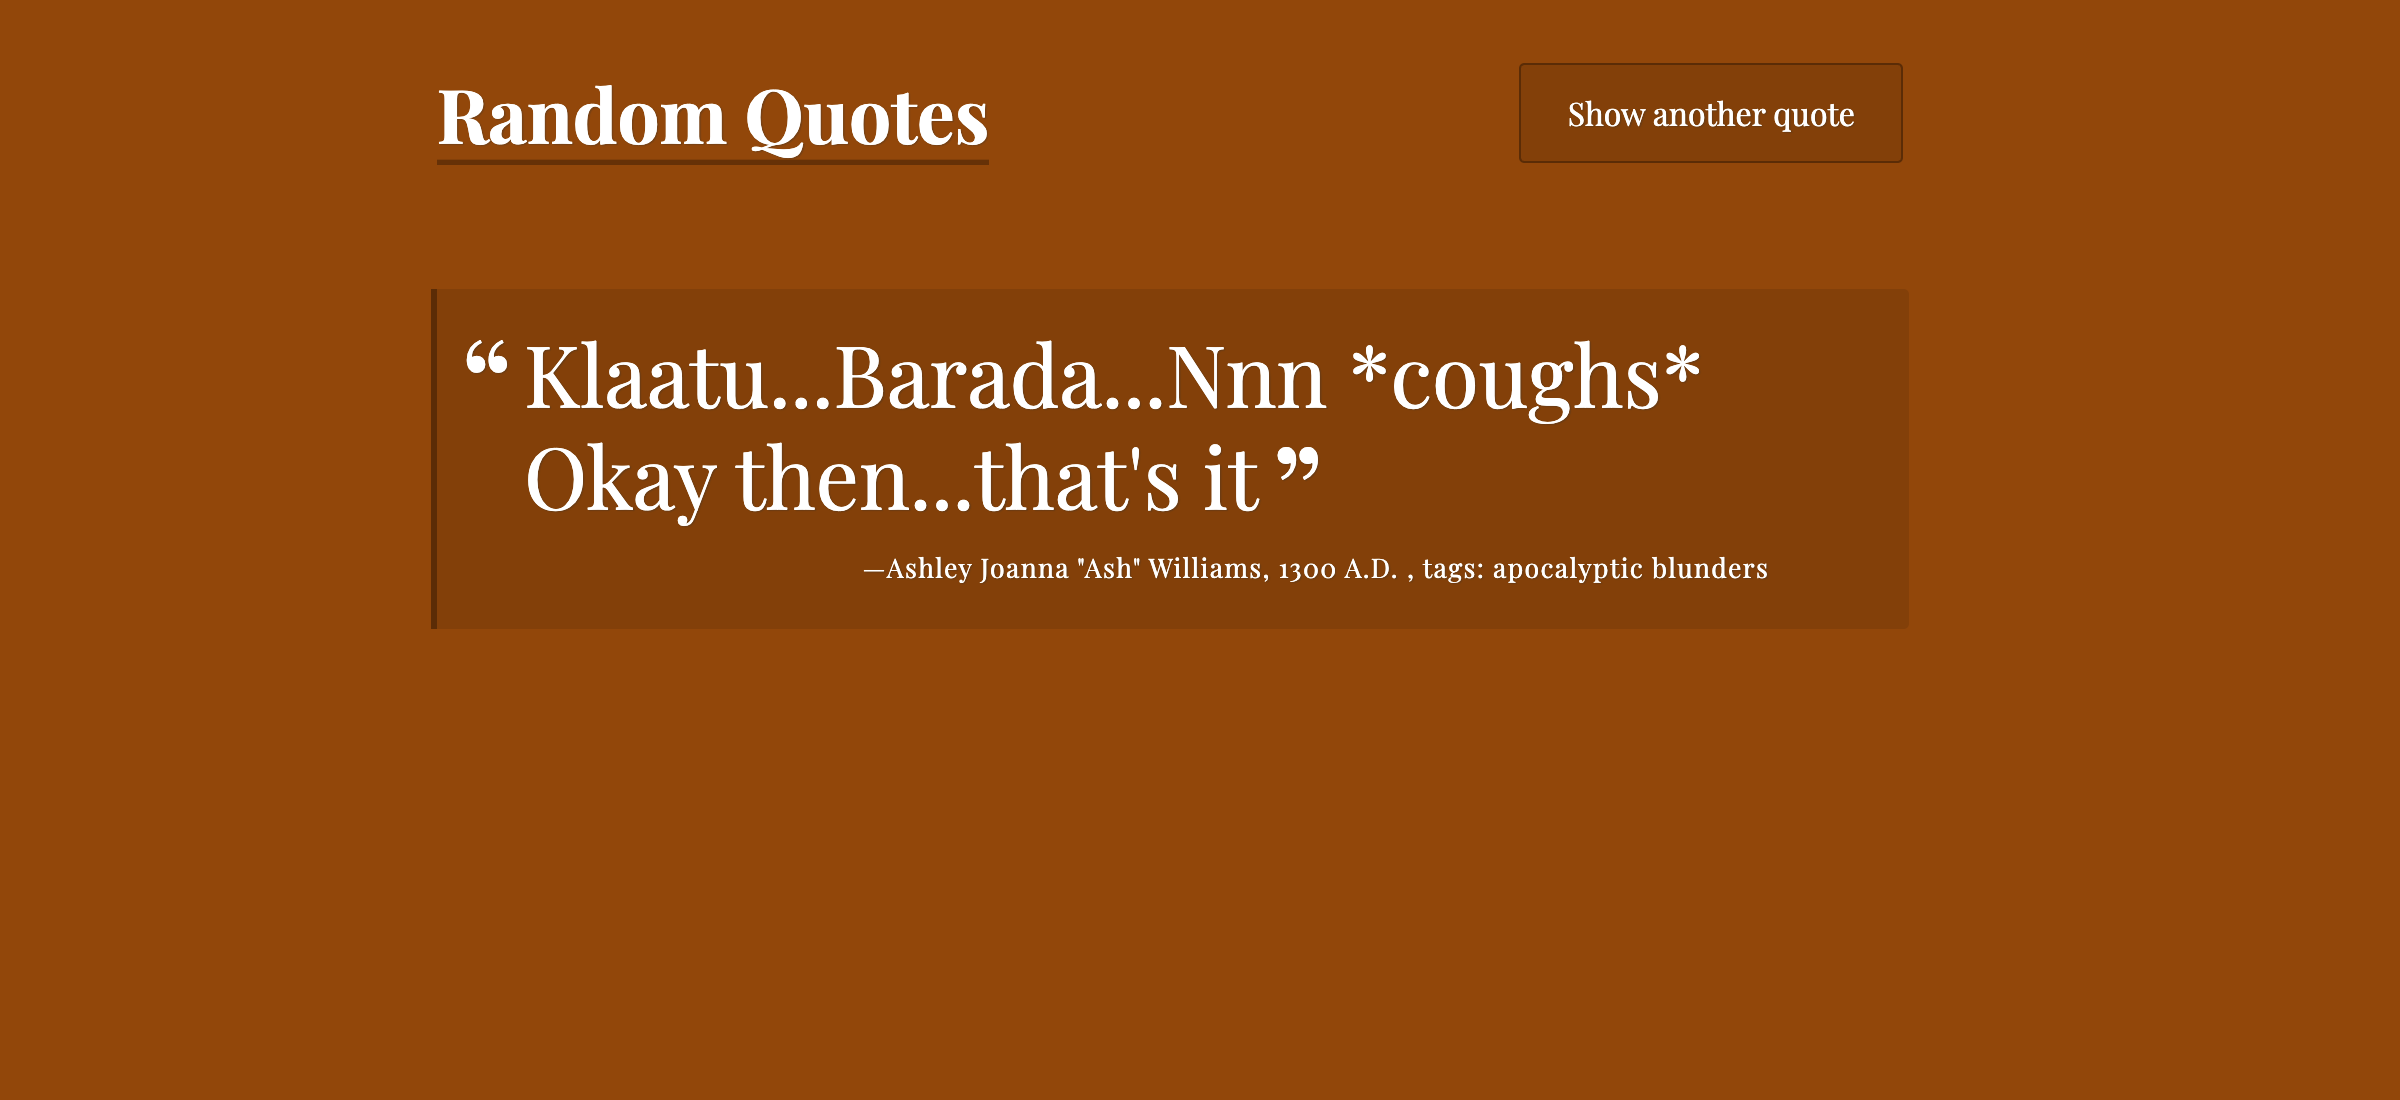 Random Quotes
Show another quote
“ Klaatu...Barada...Nnn *coughs*
Okay then...that's it ”
—Ashley Joanna "Ash" Williams, 1300 A.D. , tags: apocalyptic blunders